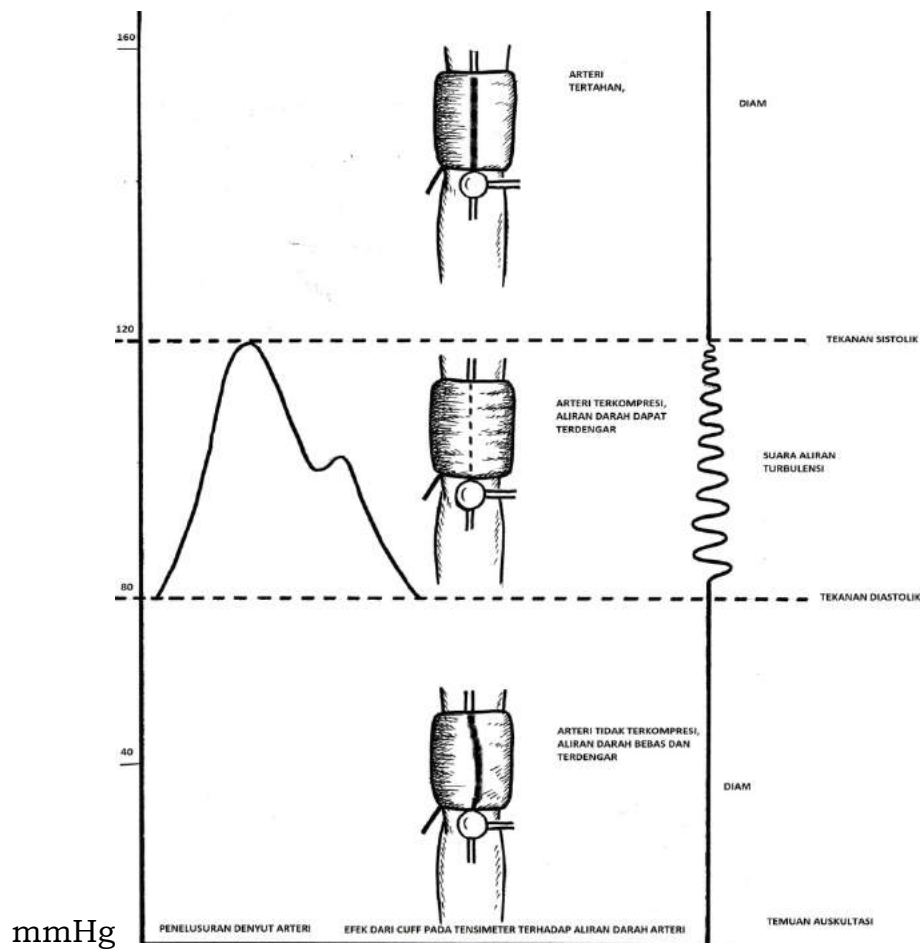 160
ARTERI
TERTAHAN,
DIAM
120
TEKANAN SISTOLIK
ARTERI TERKOMPRESI,
ALIRAN DARAH DAPAT
TERDENGAR
SUARA ALIRAN
TURBULENSI
80
TEKANAN DIASTOLIK
ARTERI TIDAK TERKOMPRESI,
ALIRAN DARAH BEBAS DAN
TERDENGAR
40
DIAM
mmHg
PENELUSURAN DENYUT ARTERI
EFEK DARI CUFF PADA TENSIMETER TERHADAP ALIRAN DARAH ARTERI
TEMUAN AUSKULTASI